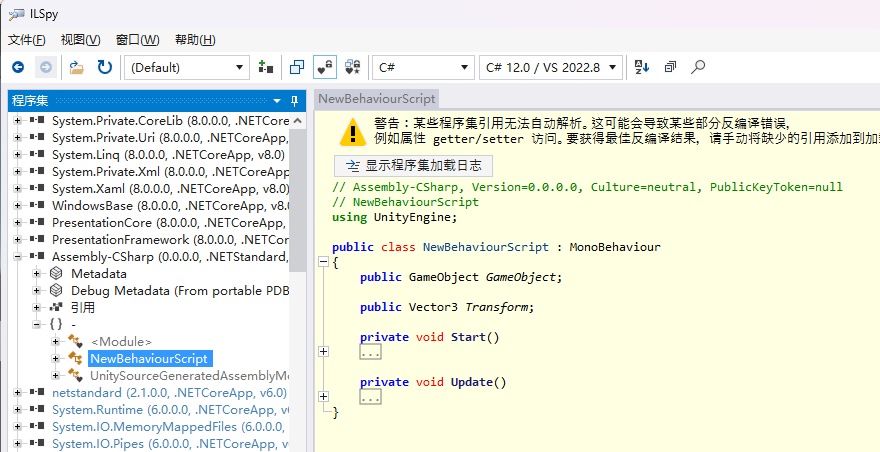 ILSpy
文件(F) 视图(V) 窗口(W) 帮助(H)
(Default) C# C# 12.0 / VS 2022.8
程序集
System.Private.CoreLib (8.0.0.0, .NETCore
System.Private.Uri (8.0.0.0, .NETCoreApp,
System.Linq (8.0.0.0, .NETCoreApp, v8.0)
System.Private.Xml (8.0.0.0, .NETCoreApp
System.Xaml (8.0.0.0, .NETCoreApp, v8.0)
WindowsBase (8.0.0.0, .NETCoreApp, v8.
PresentationCore (8.0.0.0, .NETCoreApp,
PresentationFramework (8.0.0.0, .NETCore
Assembly-CSharp (0.0.0.0, .NETStandard,
Metadata
Debug Metadata (From portable PDB
引用
{ } -
<Module>
NewBehaviourScript
UnitySourceGeneratedAssemblyMo
netstandard (2.1.0.0, .NETCoreApp, v6.0)
System.Runtime (6.0.0.0, .NETCoreApp, v6
System.IO.MemoryMappedFiles (6.0.0.0,
System.IO.Pipes (6.0.0.0, .NETCoreApp, v6
NewBehaviourScript
警告：某些程序集引用无法自动解析。这可能会导致某些部分反编译错误,
例如属性 getter/setter 访问。要获得最佳反编译结果, 请手动将缺少的引用添加到加载
显示程序集加载日志
// Assembly-CSharp, Version=0.0.0.0, Culture=neutral, PublicKeyToken=null
// NewBehaviourScript
using UnityEngine;
public class NewBehaviourScript : MonoBehaviour
{
public GameObject GameObject;
public Vector3 Transform;
private void Start()
...
private void Update()
...
}